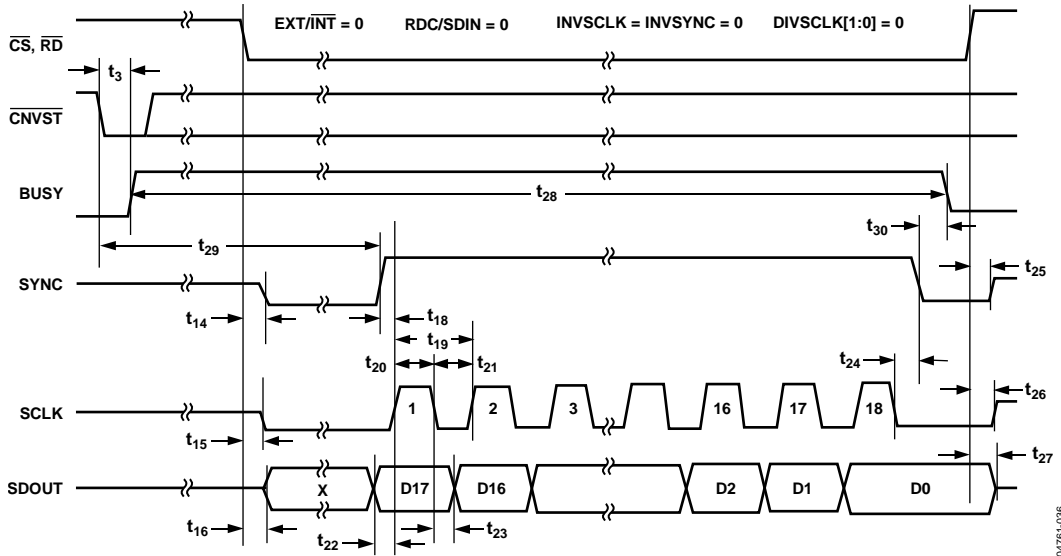 EXT/INT = 0 RDC/SDIN = 0 INVSCLK = INVSYNC = 0 DIVSCLK[1:0] = 0
CS, RD
t3
CNVST
BUSY
t28
t30
t29
t25
SYNC
t14
t18
t19
t20
t21
t24
t26
SCLK
1 2 3 16 17 18
t15
t27
SDOUT
X D17 D16 D2 D1 D0
t16
t22
t23
04761-036